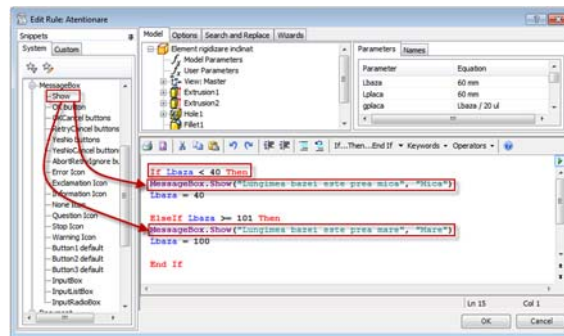 Edit Rule: Atentionare
Snippets
System Custom
MessageBox
Show
OK button
OKCancel buttons
RetryCancel buttons
YesNo buttons
YesNoCancel buttons
AbortRetryIgnore bu
Error Icon
Exclamation Icon
Information Icon
None Icon
Question Icon
Stop Icon
Warning Icon
Button1 default
Button2 default
Button3 default
InputBox
InputListBox
InputRadioBox
Model Options Search and Replace Wizards
Element rigidizare inclinat
Model Parameters
User Parameters
View: Master
Extrusion1
Extrusion2
Hole1
Fillet1
Parameters Names
Parameter Equation
Lbaza 60 mm
Lplaca 60 mm
gplaca Lbaza / 20 ul
If...Then...End If Keywords Operators
If Lbaza < 40 Then
MessageBox.Show("Lungimea bazei este prea mica", "Mica")
Lbaza = 40
ElseIf Lbaza >= 101 Then
MessageBox.Show("Lungimea bazei este prea mare", "Mare")
Lbaza = 100
End If
Ln 15 Col 1
OK Cancel